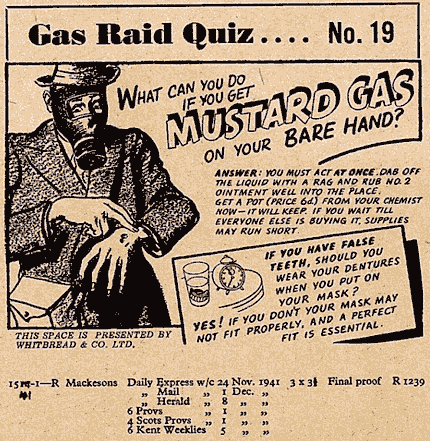 Gas Raid Quiz.... No. 19
WHAT CAN YOU DO
IF YOU GET
MUSTARD GAS
ON YOUR BARE HAND?
ANSWER: YOU MUST ACT AT ONCE. DAB OFF
THE LIQUID WITH A RAG AND RUB NO. 2
OINTMENT WELL INTO THE PLACE.
GET A POT (PRICE 6d.) FROM YOUR CHEMIST
NOW—IT WILL KEEP. IF YOU WAIT TILL
EVERYONE ELSE IS BUYING IT, SUPPLIES
MAY RUN SHORT.
IF YOU HAVE FALSE
TEETH, SHOULD YOU
WEAR YOUR DENTURES
WHEN YOU PUT ON
YOUR MASK?
YES! IF YOU DON'T YOUR MASK MAY
NOT FIT PROPERLY, AND A PERFECT
FIT IS ESSENTIAL.
THIS SPACE IS PRESENTED BY
WHITBREAD & CO. LTD.
-1—R Mackesons Daily Express w/c 24 Nov. 1941 3 x 3½ Final proof R 1239
„ Mail „ 1 Dec. „
„ Herald „ 8 „ „
6 Provs „ 1 „ „
4 Scots Provs „ 1 „ „
6 Kent Weeklies 5 „ „